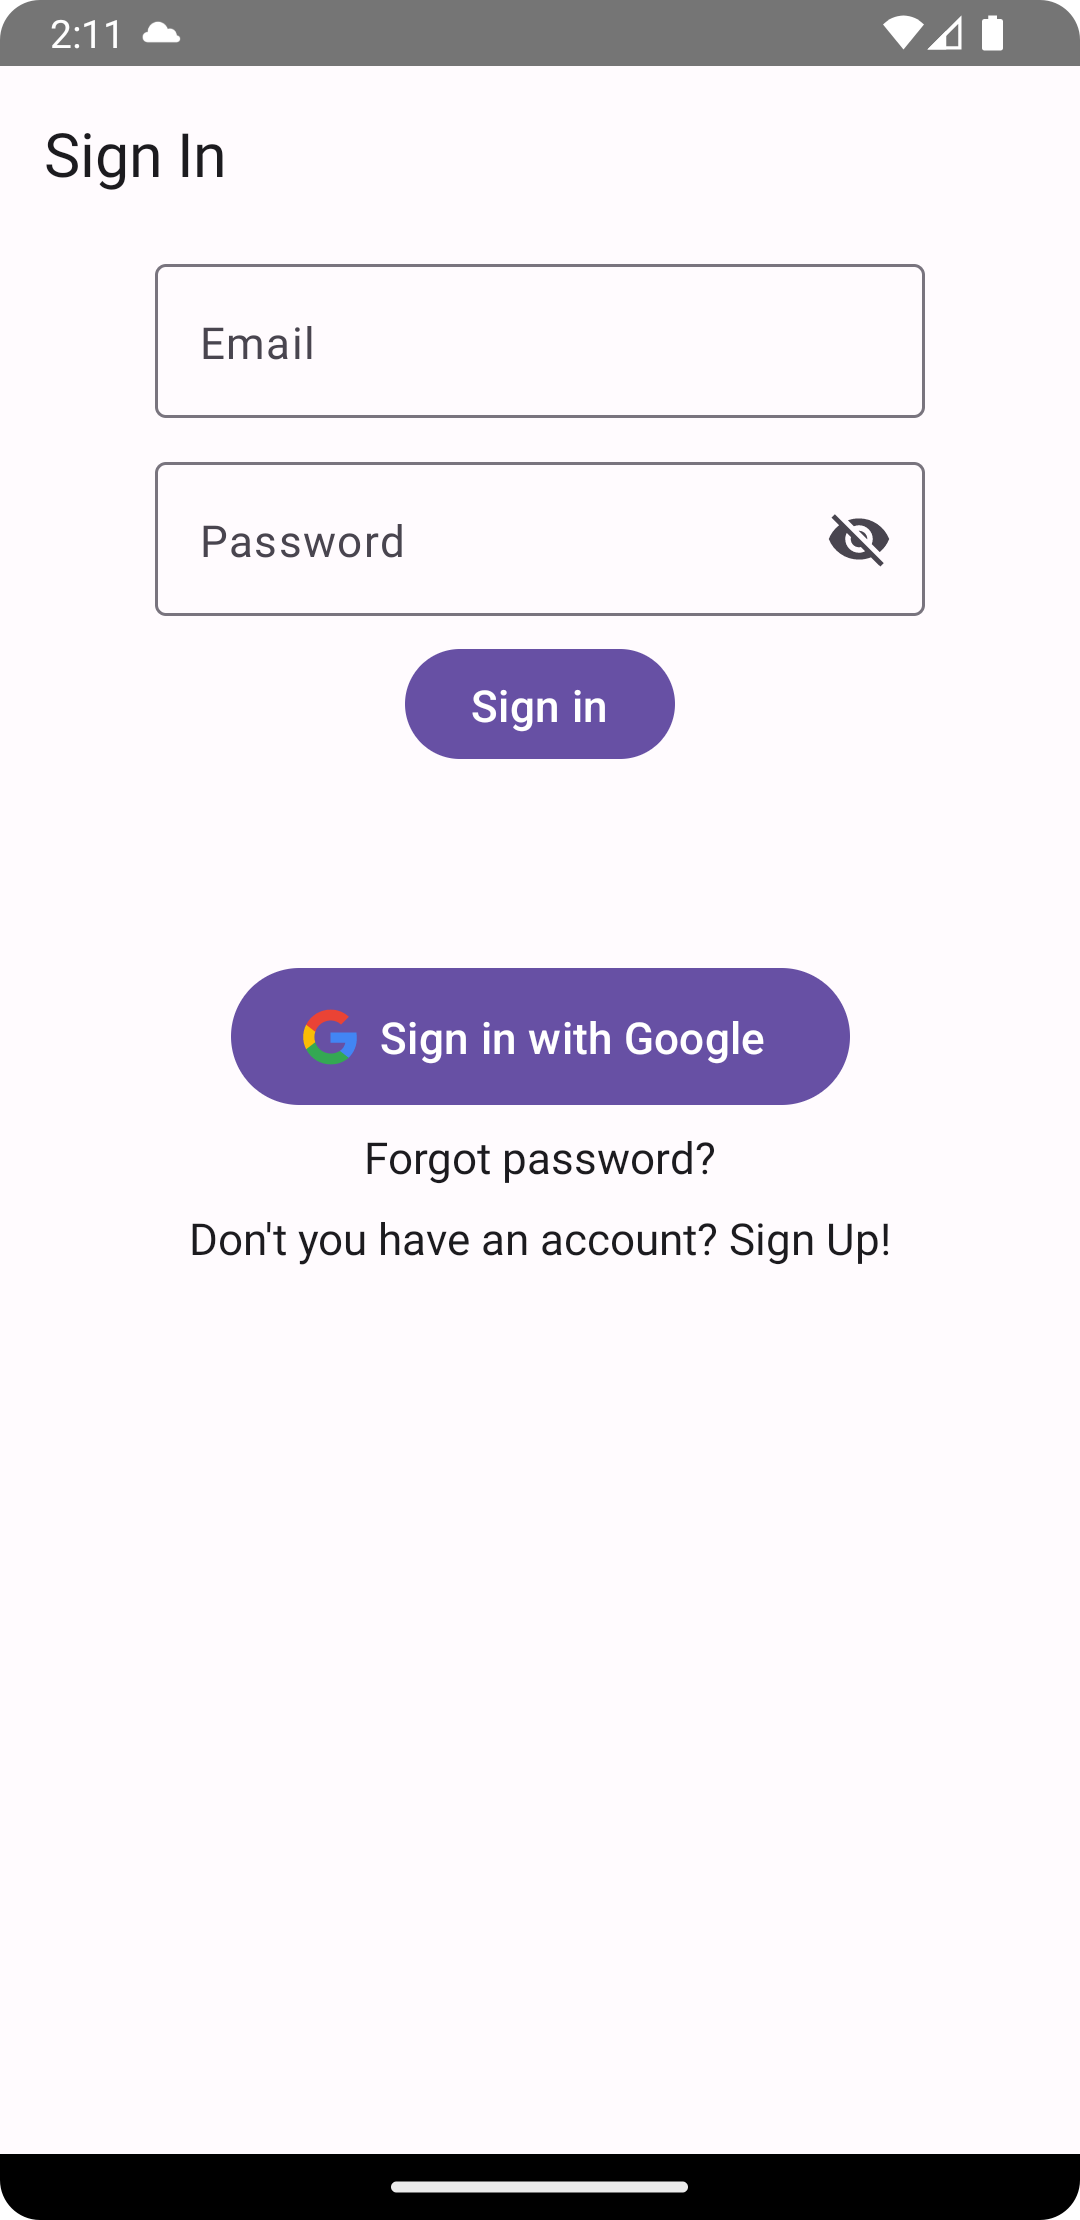 2:11
Sign In
Email
Password
Sign in
Sign in with Google
Forgot password?
Don't you have an account? Sign Up!